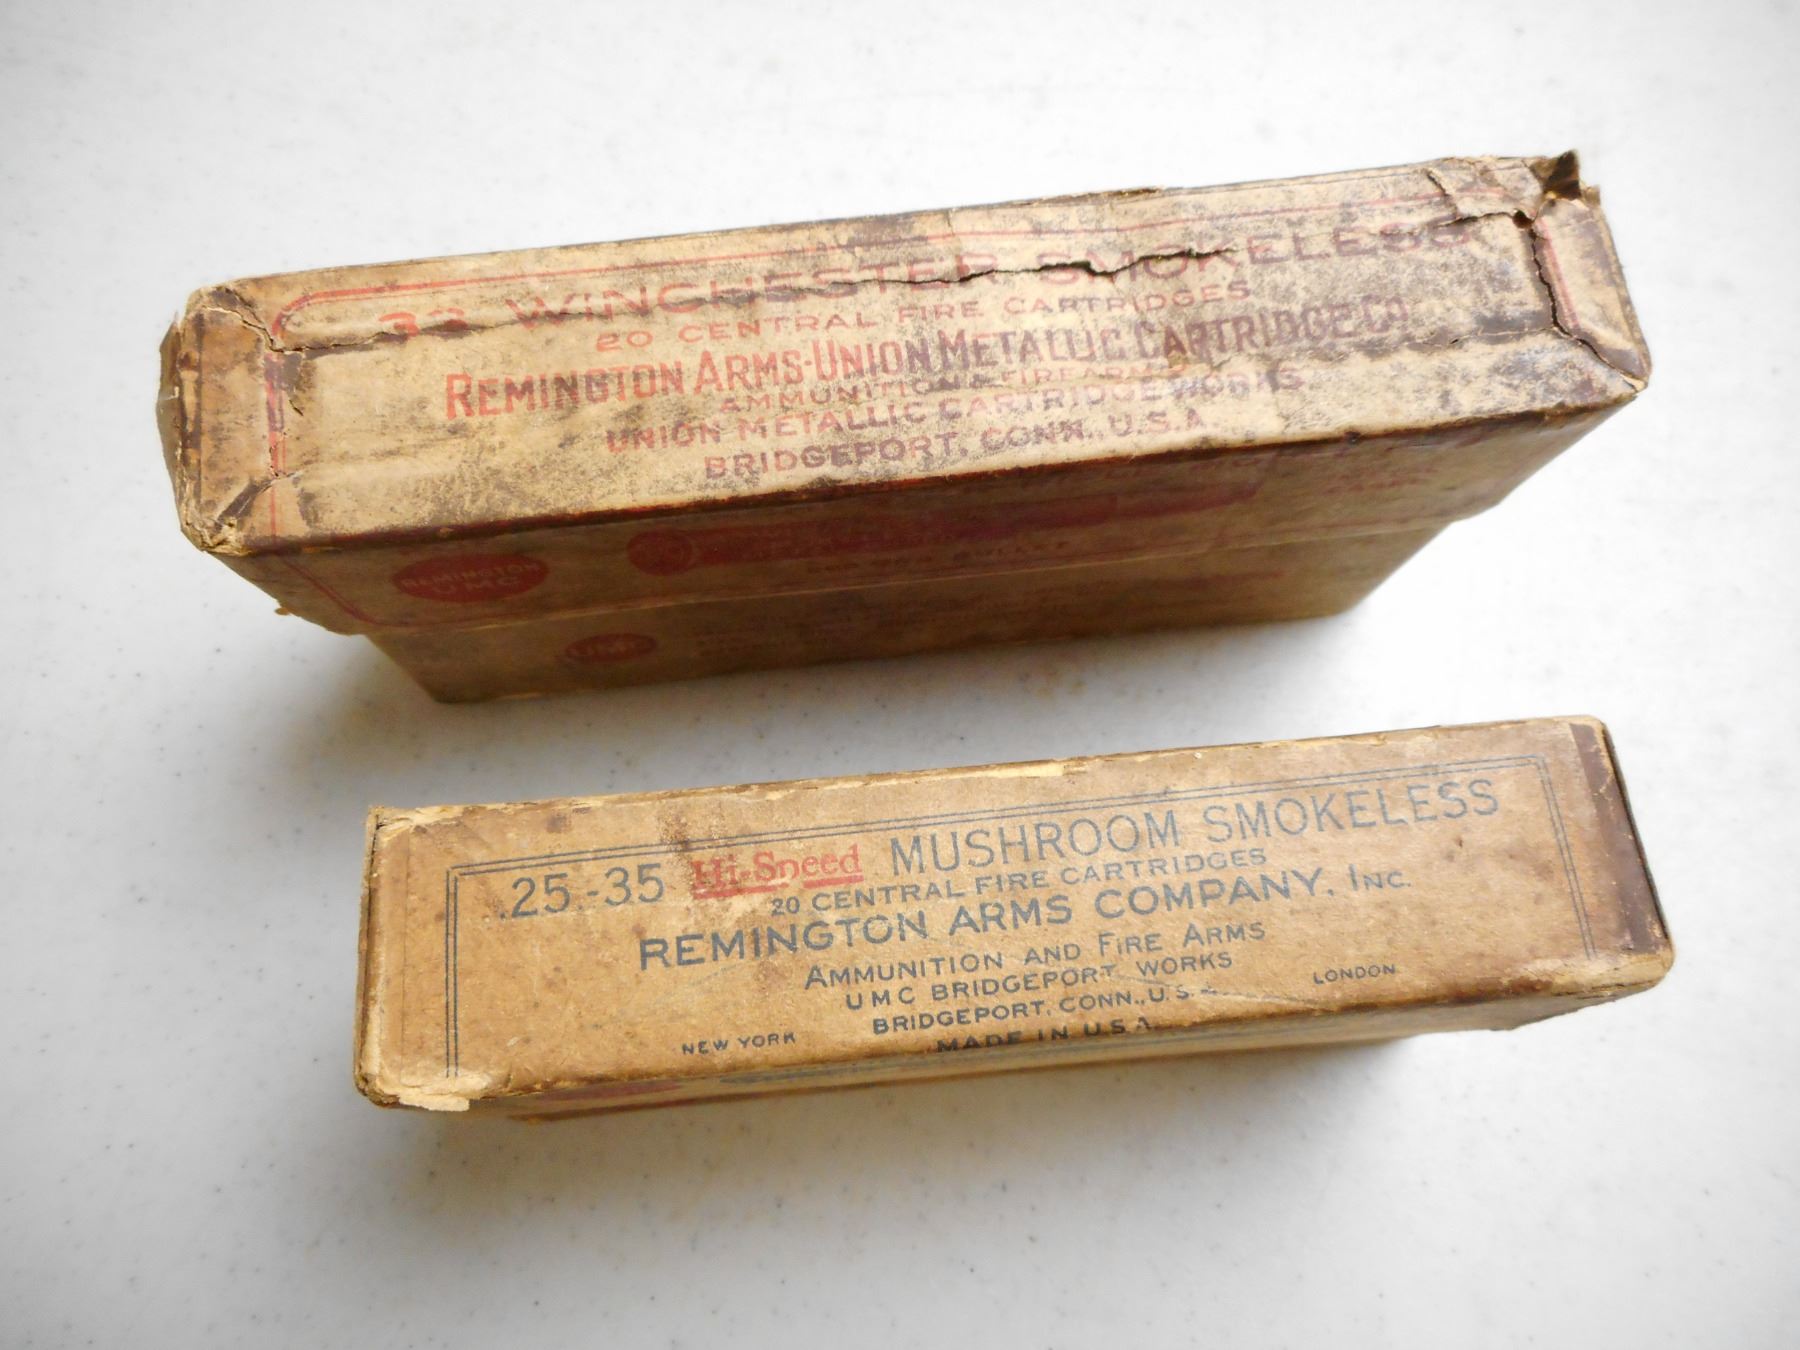 33 WINCHESTER SMOKELESS
20 CENTRAL FIRE CARTRIDGES
REMINGTON ARMS-UNION METALLIC CARTRIDGE CO.
AMMUNITION & FIREARMS
UNION METALLIC CARTRIDGE WORKS
BRIDGEPORT, CONN., U.S.A.
REMINGTON
UMC
UMC
.25-35 Hi-Speed MUSHROOM SMOKELESS
20 CENTRAL FIRE CARTRIDGES
REMINGTON ARMS COMPANY, INC.
AMMUNITION AND FIRE ARMS
UMC BRIDGEPORT WORKS
BRIDGEPORT, CONN., U.S.A.
NEW YORK LONDON
MADE IN U.S.A.